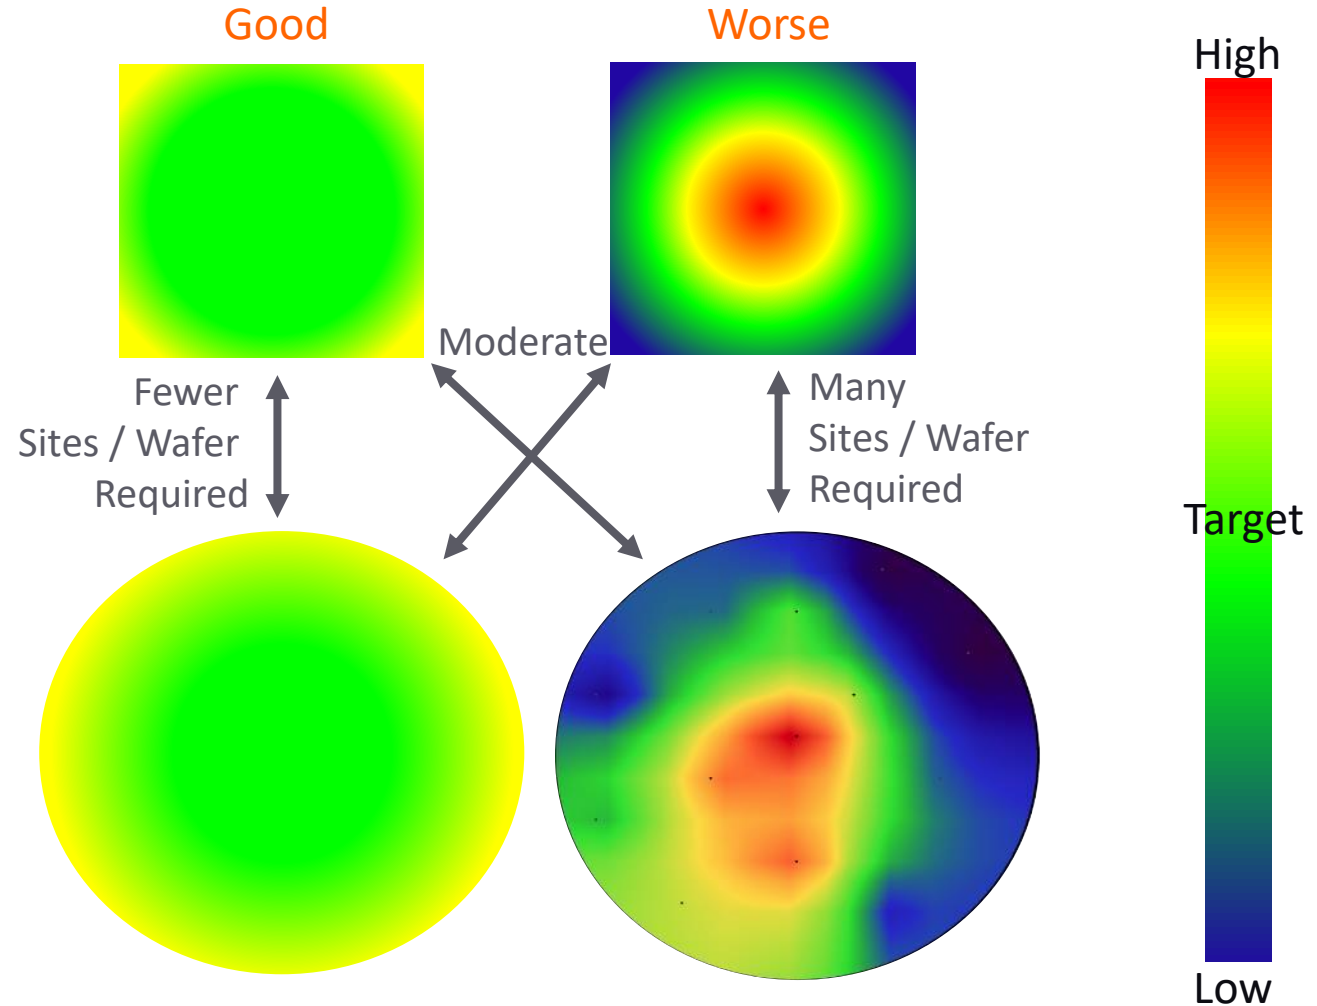 Good
Worse
High
Moderate
Fewer
Sites / Wafer
Required
Many
Sites / Wafer
Required
Target
Low